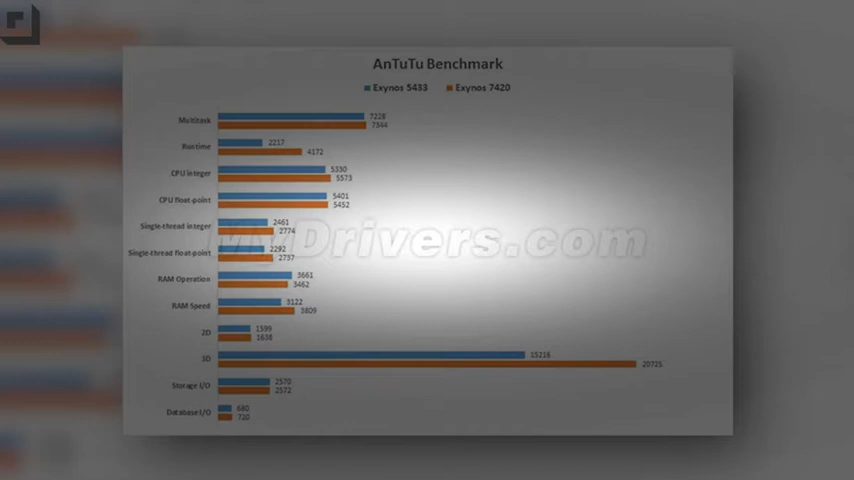 AnTuTu Benchmark
Exynos 5433 Exynos 7420
Multitask 7228
7344
Runtime 2217
4172
CPU integer 5330
5573
CPU float-point 5401
5452
Single-thread integer 2461
2774
Single-thread float-point 2292
2737
RAM Operation 3661
3462
RAM Speed 3122
3809
2D 1599
1638
3D 15216
20725
Storage I/O 2570
2572
Database I/O 680
720
MyDrivers.com